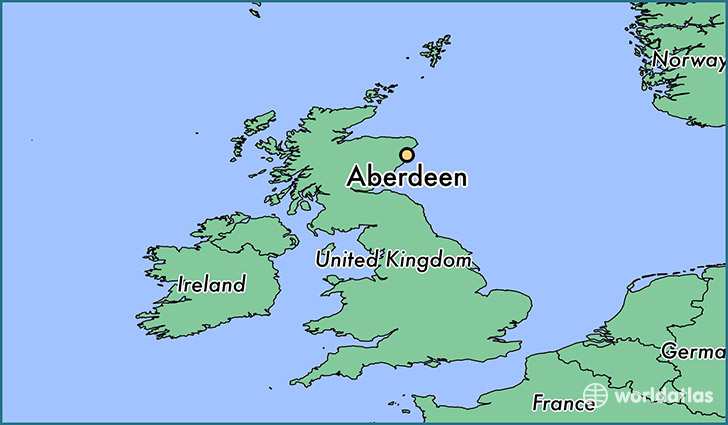 Norway
Aberdeen
United Kingdom
Ireland
Germa
France
worldatlas